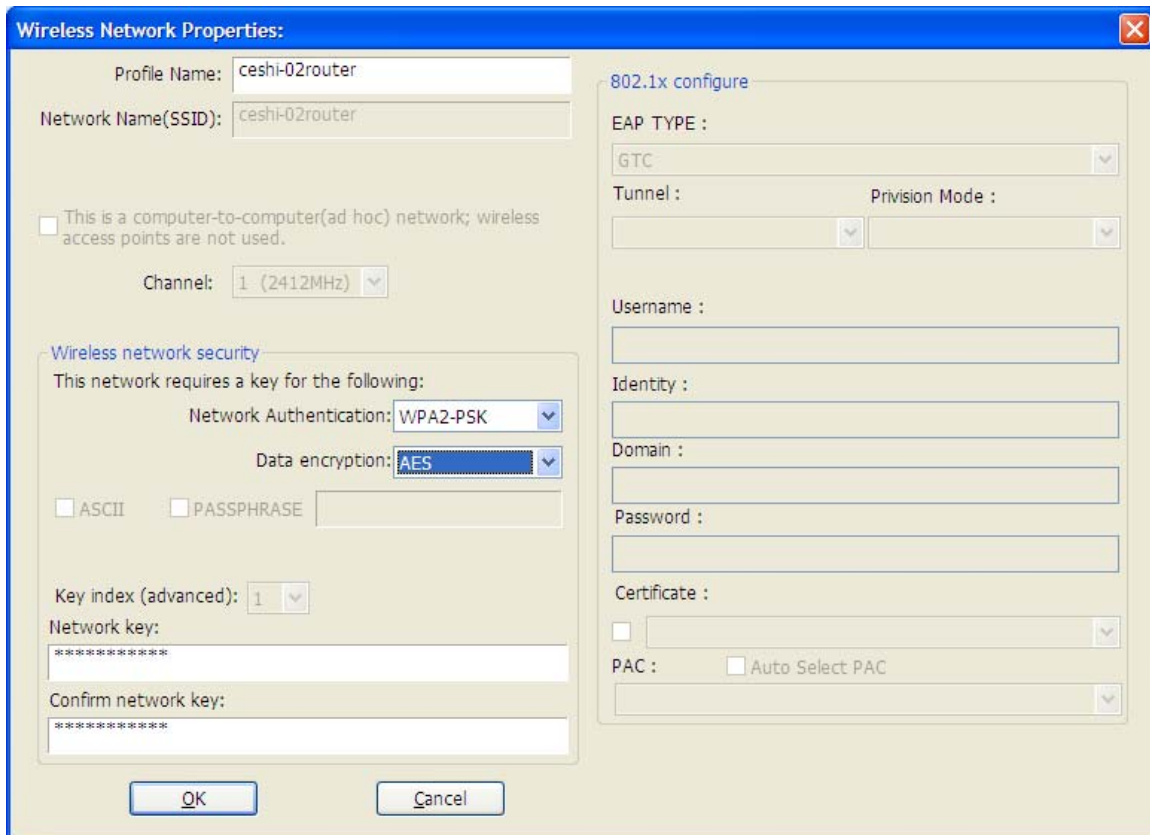 Wireless Network Properties:
Profile Name: ceshi-02router
Network Name(SSID): ceshi-02router
This is a computer-to-computer(ad hoc) network; wireless
access points are not used.
Channel: 1 (2412MHz)
Wireless network security
This network requires a key for the following:
Network Authentication: WPA2-PSK
Data encryption: AES
ASCII PASSPHRASE
Key index (advanced): 1
Network key:
***********
Confirm network key:
***********
OK Cancel
802.1x configure
EAP TYPE :
GTC
Tunnel : Privision Mode :
Username :
Identity :
Domain :
Password :
Certificate :
PAC : Auto Select PAC